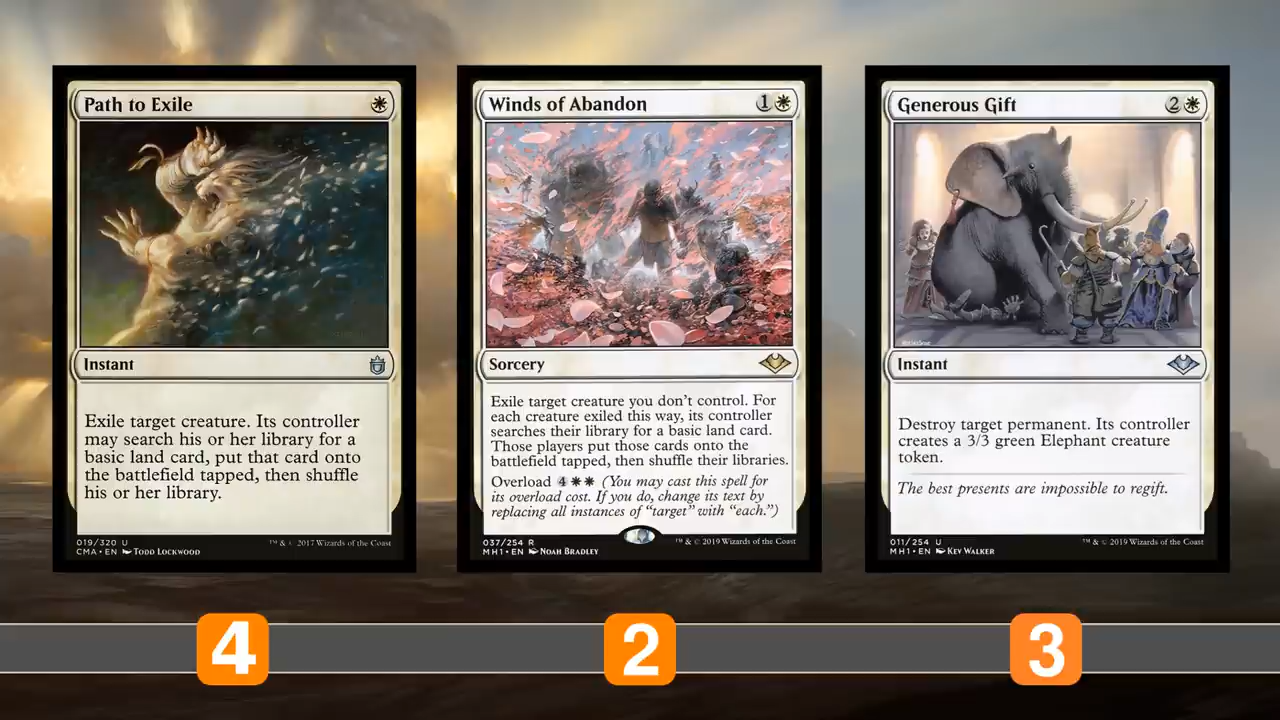 Path to Exile
Instant
Exile target creature. Its controller
may search his or her library for a
basic land card, put that card onto
the battlefield tapped, then shuffle
his or her library.
019/320 U
CMA • EN Todd Lockwood
™ & © 2017 Wizards of the Coast
4
Winds of Abandon
1
Sorcery
Exile target creature you don't control. For
each creature exiled this way, its controller
searches their library for a basic land card.
Those players put those cards onto the
battlefield tapped, then shuffle their libraries.
Overload 4 (You may cast this spell for
its overload cost. If you do, change its text by
replacing all instances of "target" with "each.")
037/254 R
MH1 • EN Noah Bradley
™ & © 2019 Wizards of the Coast
2
Generous Gift
2
Instant
Destroy target permanent. Its controller
creates a 3/3 green Elephant creature
token.
The best presents are impossible to regift.
011/254 U
MH1 • EN Kev Walker
™ & © 2019 Wizards of the Coast
3